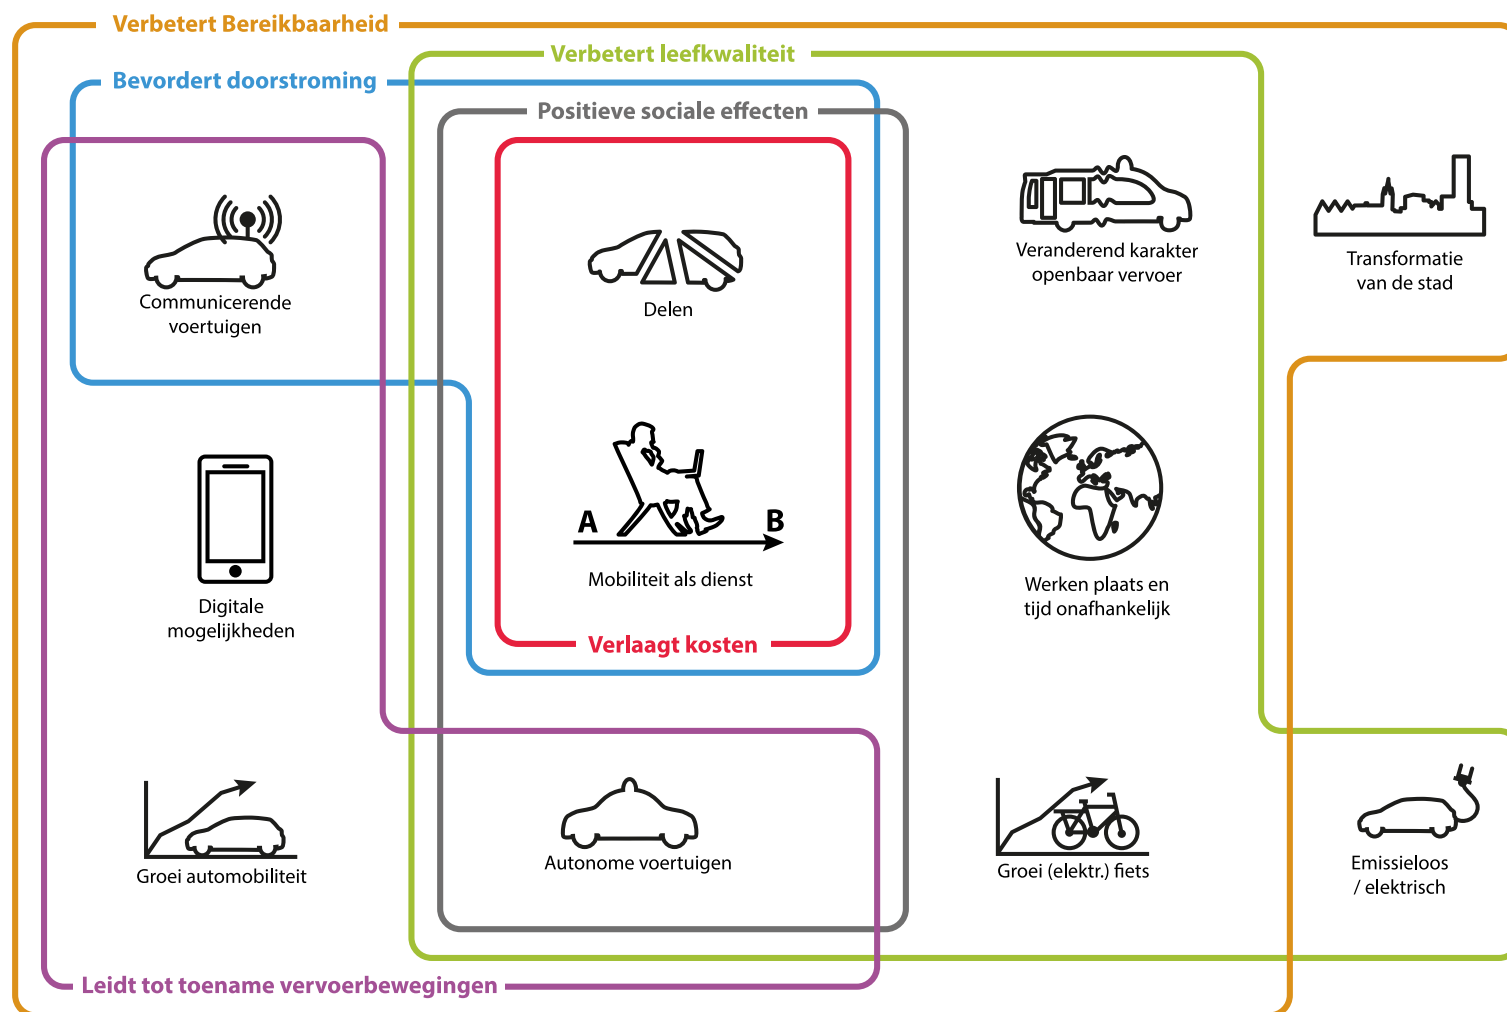 Verbetert Bereikbaarheid
Verbetert leefkwaliteit
Bevordert doorstroming
Positieve sociale effecten
Communicerende
voertuigen
Delen
Veranderend karakter
openbaar vervoer
Transformatie
van de stad
Digitale
mogelijkheden
A
B
Mobiliteit als dienst
Werken plaats en
tijd onafhankelijk
Verlaagt kosten
Groei automobiliteit
Autonome voertuigen
Groei (elektr.) fiets
Emissieloos
/ elektrisch
Leidt tot toename vervoerbewegingen